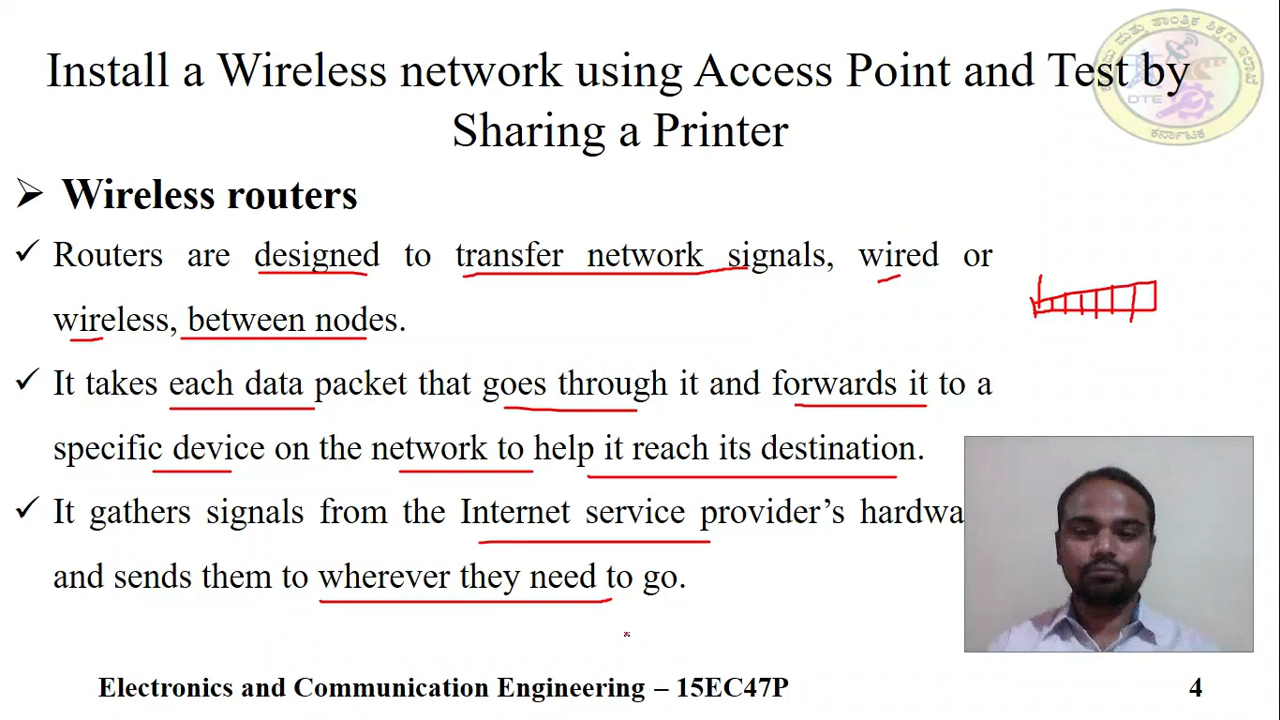 Install a Wireless network using Access Point and Test by
Sharing a Printer
Wireless routers
Routers are designed to transfer network signals, wired or
wireless, between nodes.
It takes each data packet that goes through it and forwards it to a
specific device on the network to help it reach its destination.
It gathers signals from the Internet service provider’s hardwa
and sends them to wherever they need to go.
DTE
ಕರ್ನಾಟಕ
Electronics and Communication Engineering – 15EC47P
4